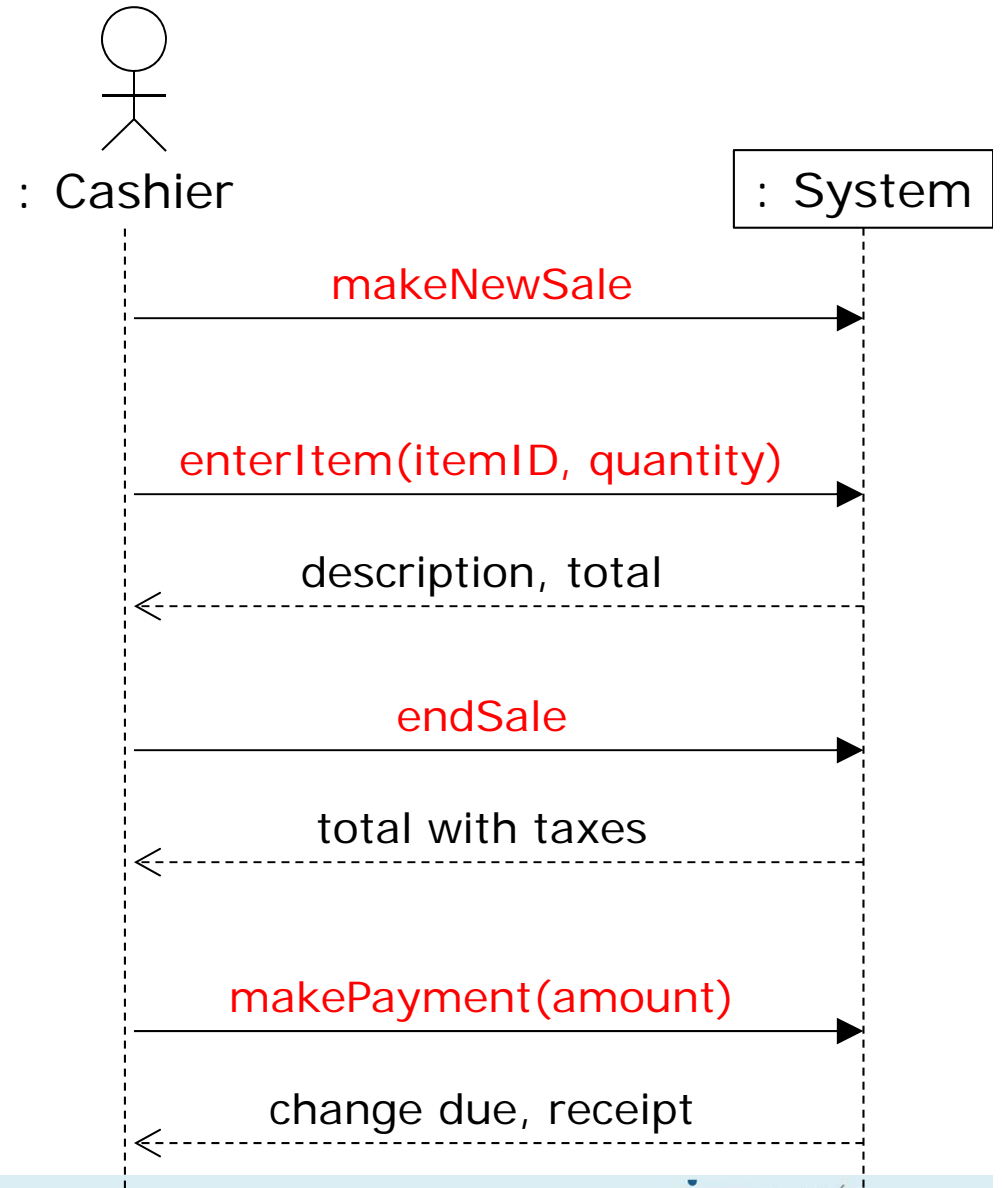 : Cashier
: System
makeNewSale
enterItem(itemID, quantity)
description, total
endSale
total with taxes
makePayment(amount)
change due, receipt